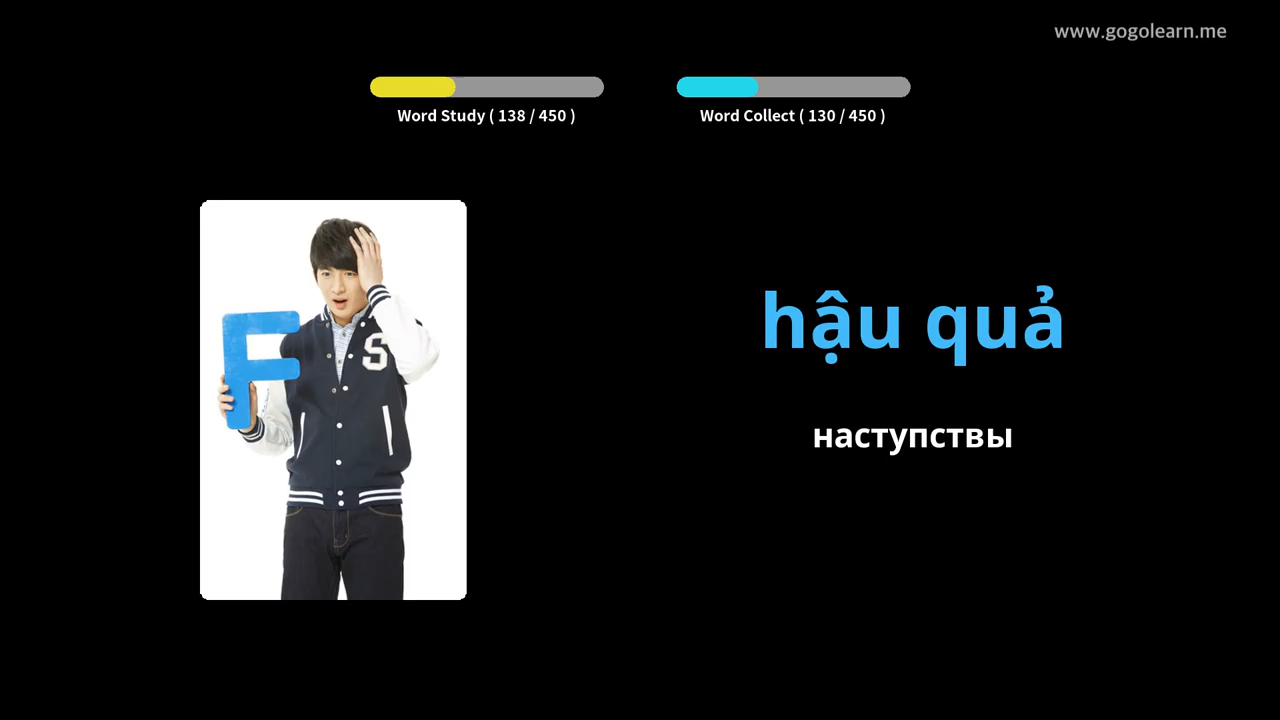 www.gogolearn.me
Word Study ( 138 / 450 )
Word Collect ( 130 / 450 )
F
S
hậu quả
наступствы